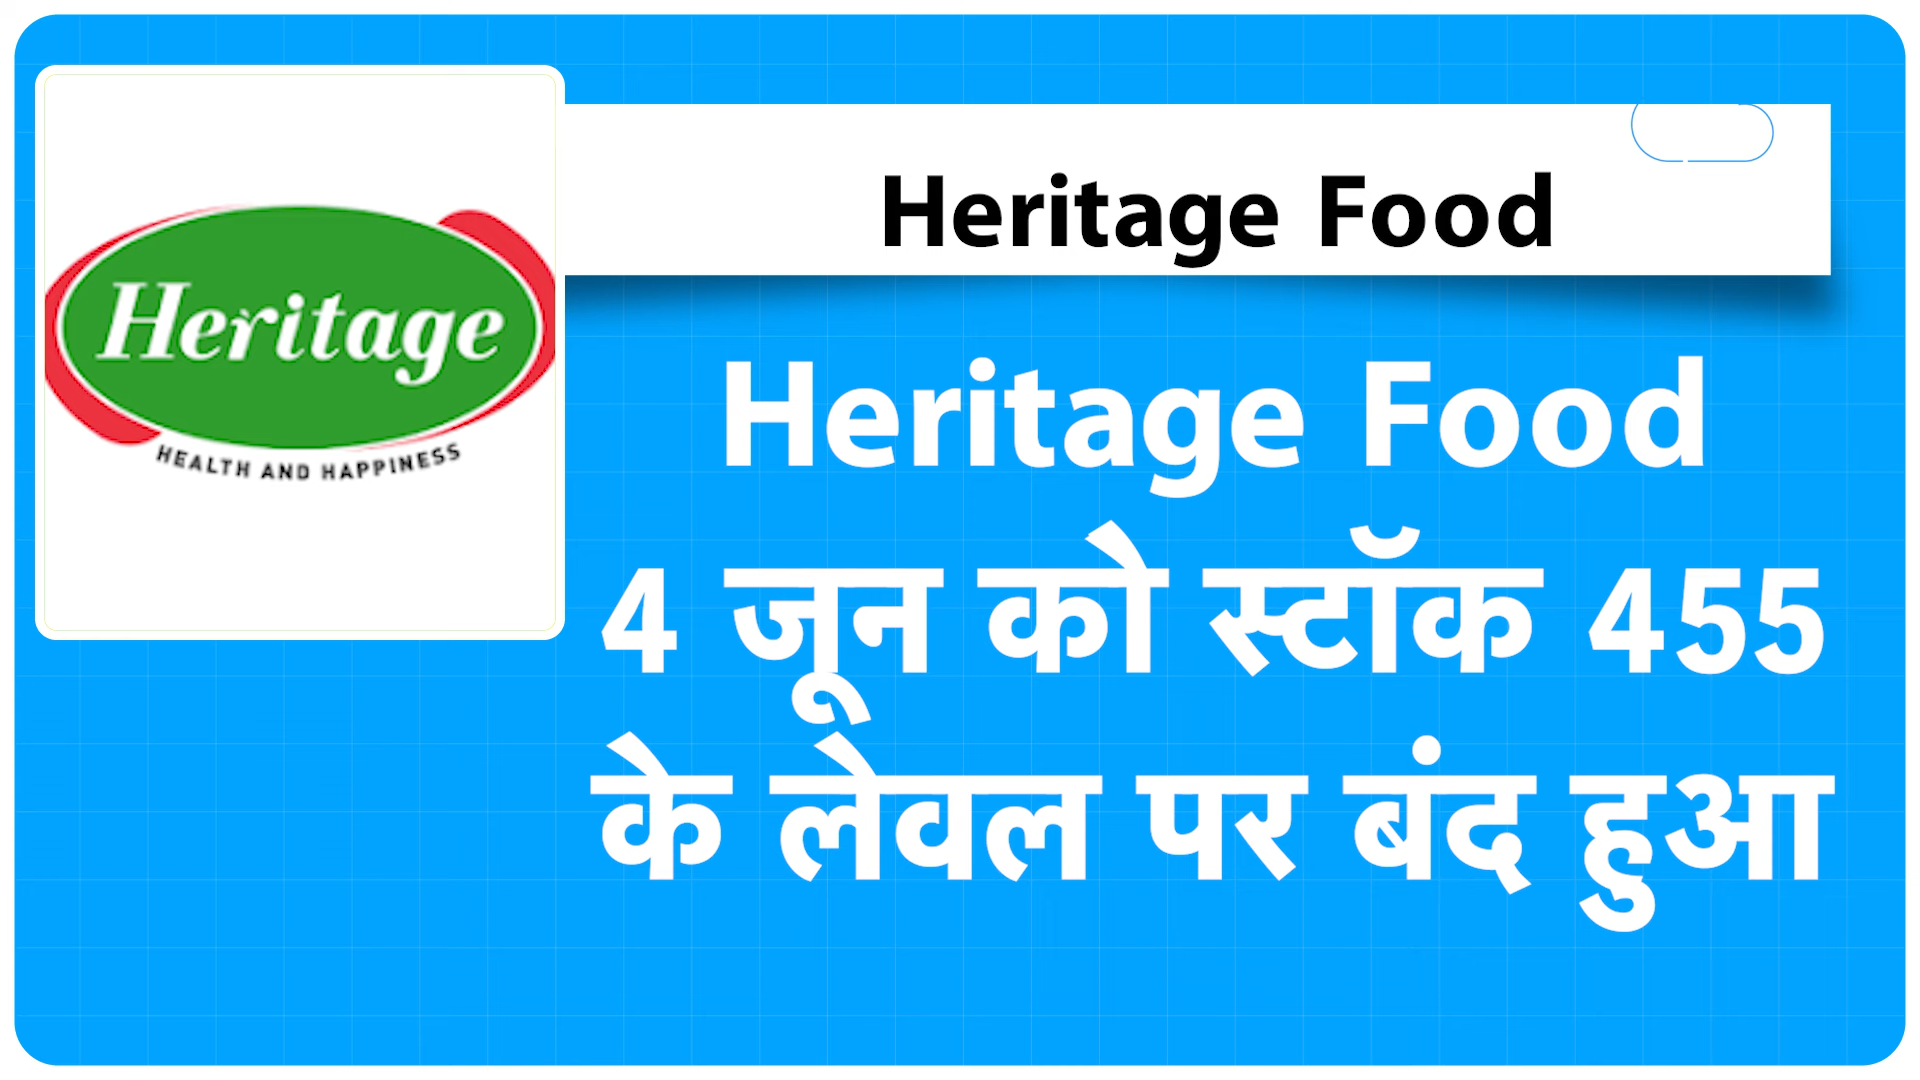 Heritage
HEALTH AND HAPPINESS
Heritage Food
Heritage Food
4 जून को स्टॉक 455
के लेवल पर बंद हुआ